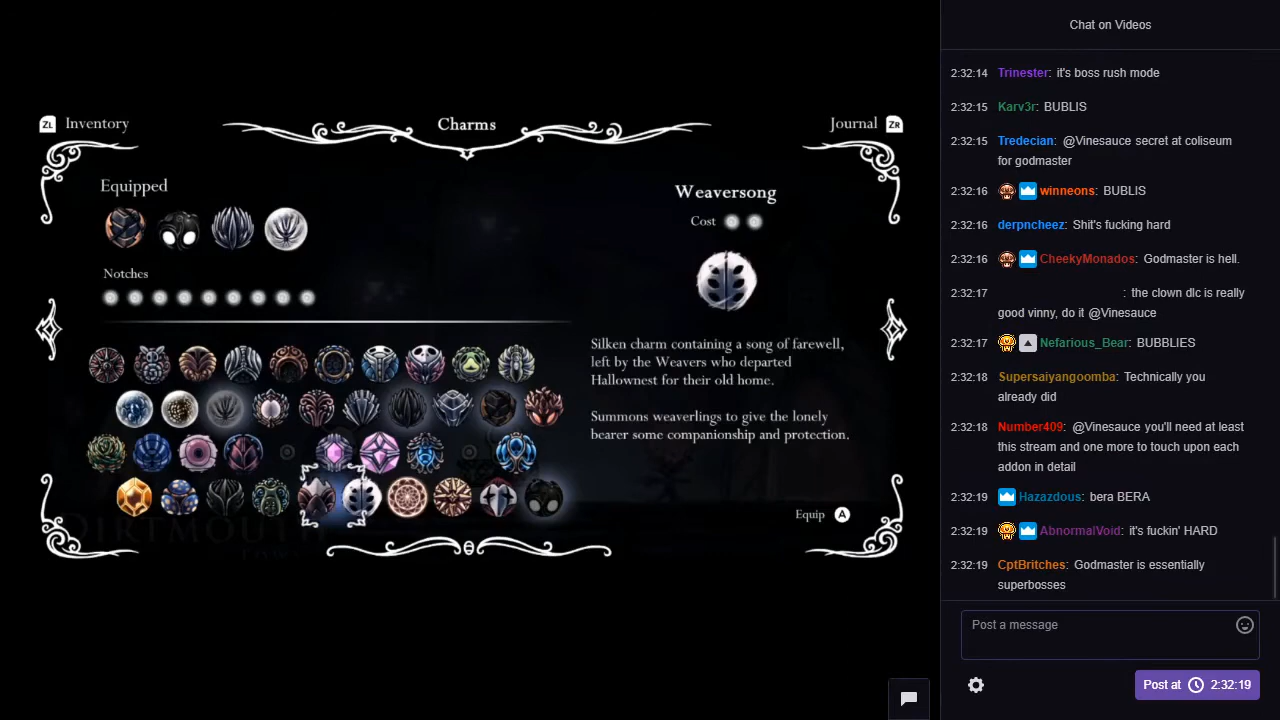 ZL Inventory
Charms
Journal ZR
Equipped
Notches
Weaversong
Cost
Silken charm containing a song of farewell,
left by the Weavers who departed
Hallownest for their old home.
Summons weaverlings to give the lonely
bearer some companionship and protection.
Equip A
DIRTMOUTH
Chat on Videos
2:32:14 Trinester: it's boss rush mode
2:32:15 Karv3r: BUBLIS
2:32:15 Tredecian: @Vinesauce secret at coliseum
for godmaster
2:32:16 winneons: BUBLIS
2:32:16 derpncheez: Shit's fucking hard
2:32:16 CheekyMonados: Godmaster is hell.
2:32:17 : the clown dlc is really
good vinny, do it @Vinesauce
2:32:17 Nefarious_Bear: BUBBLIES
2:32:18 Supersaiyangoomba: Technically you
already did
2:32:18 Number409: @Vinesauce you'll need at least
this stream and one more to touch upon each
addon in detail
2:32:19 Hazazdous: bera BERA
2:32:19 AbnormalVoid: it's fuckin' HARD
2:32:19 CptBritches: Godmaster is essentially
superbosses
Post a message
Post at 2:32:19